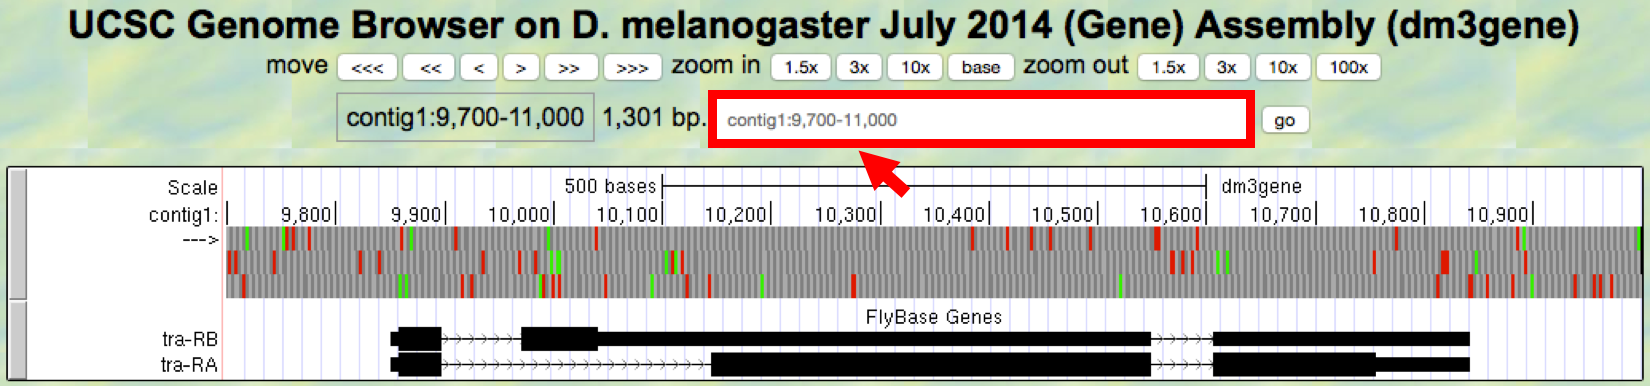 UCSC Genome Browser on D. melanogaster July 2014 (Gene) Assembly (dm3gene)
move <<< << < > >> >>> zoom in 1.5x 3x 10x base zoom out 1.5x 3x 10x 100x
contig1:9,700-11,000 1,301 bp. contig1:9,700-11,000 go
Scale 500 bases dm3gene
contig1: 9,800 9,900 10,000 10,100 10,200 10,300 10,400 10,500 10,600 10,700 10,800 10,900
--->
FlyBase Genes
tra-RB
tra-RA